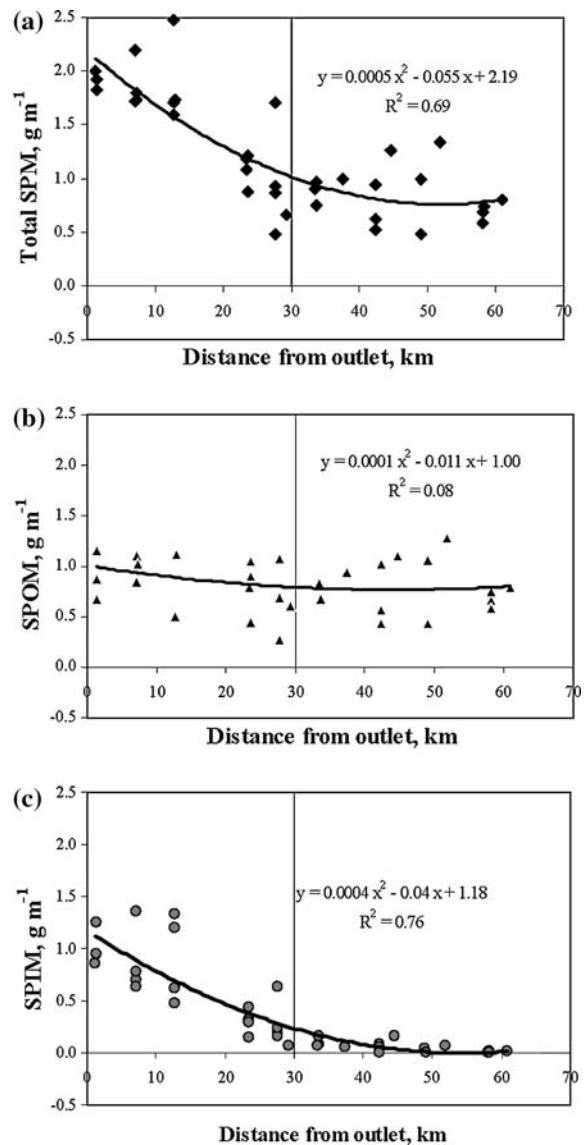 (a)
2.5
2.0
1.5
1.0
0.5
0.0
-0.5
Total SPM, g m⁻¹
y = 0.0005 x² - 0.055 x + 2.19
R² = 0.69
0 10 20 30 40 50 60 70
Distance from outlet, km
(b)
2.5
2.0
1.5
1.0
0.5
0.0
-0.5
SPOM, g m⁻¹
y = 0.0001 x² - 0.011 x + 1.00
R² = 0.08
0 10 20 30 40 50 60 70
Distance from outlet, km
(c)
2.5
2.0
1.5
1.0
0.5
0.0
-0.5
SPIM, g m⁻¹
y = 0.0004 x² - 0.04 x + 1.18
R² = 0.76
0 10 20 30 40 50 60 70
Distance from outlet, km